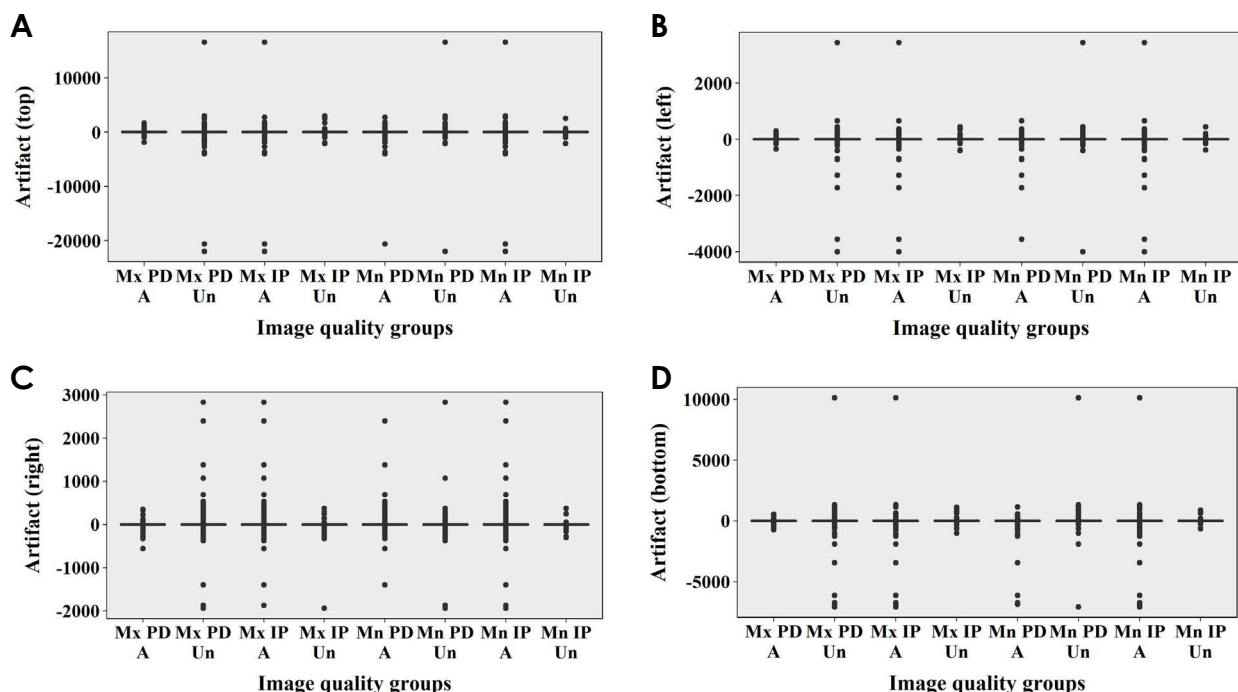 A
Artifact (top)
10000
0
-10000
-20000
Mx PD Mx PD Mx IP Mx IP Mn PD Mn PD Mn IP Mn IP
A Un A Un A Un A Un
Image quality groups
B
Artifact (left)
2000
0
-2000
-4000
Mx PD Mx PD Mx IP Mx IP Mn PD Mn PD Mn IP Mn IP
A Un A Un A Un A Un
Image quality groups
C
Artifact (right)
3000
2000
1000
0
-1000
-2000
Mx PD Mx PD Mx IP Mx IP Mn PD Mn PD Mn IP Mn IP
A Un A Un A Un A Un
Image quality groups
D
Artifact (bottom)
10000
5000
0
-5000
Mx PD Mx PD Mx IP Mx IP Mn PD Mn PD Mn IP Mn IP
A Un A Un A Un A Un
Image quality groups